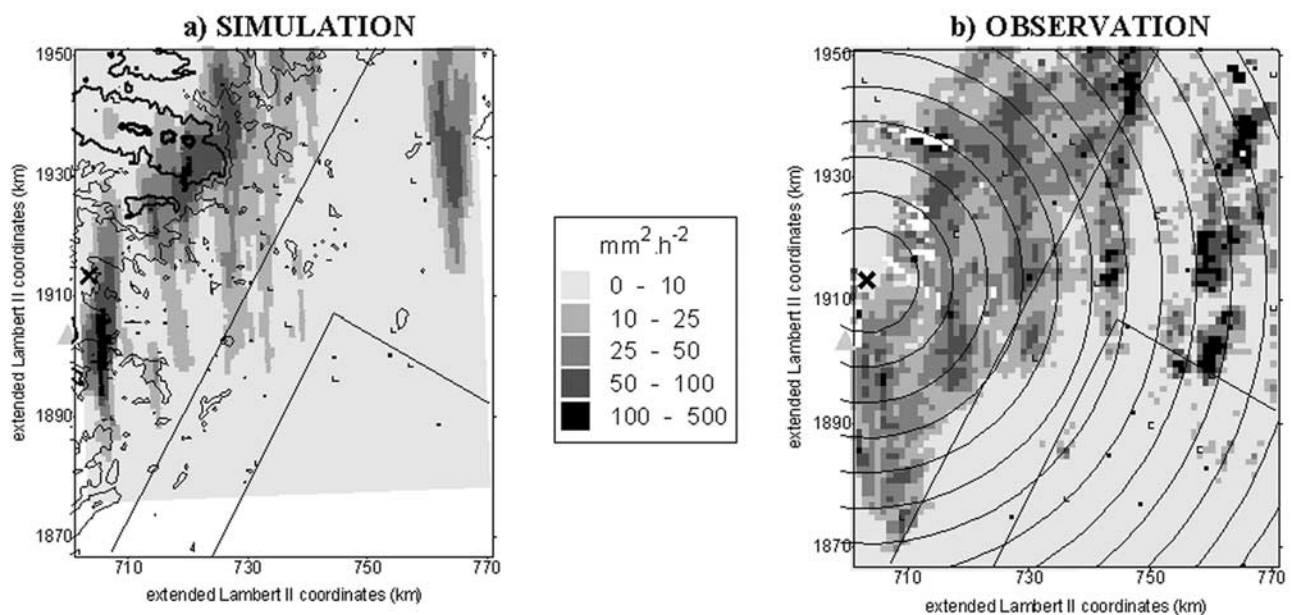 a) SIMULATION
1950
1930
1910
1890
1870
extended Lambert II coordinates (km)
710
730
750
770
extended Lambert II coordinates (km)
4
mm².h⁻²
0 - 10
10 - 25
25 - 50
50 - 100
100 - 500
b) OBSERVATION
1950
1930
1910
1890
1870
extended Lambert II coordinates (km)
710
730
750
770
extended Lambert II coordinates (km)